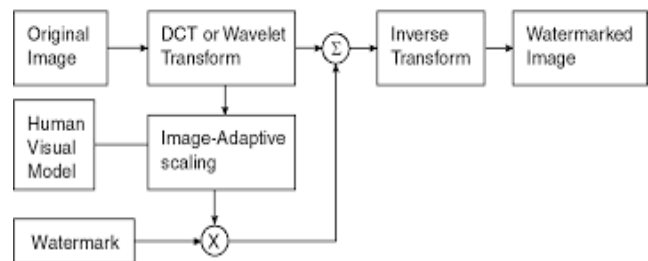 Original
Image
DCT or Wavelet
Transform
Σ
Inverse
Transform
Watermarked
Image
Human
Visual
Model
Image-Adaptive
scaling
Watermark
X